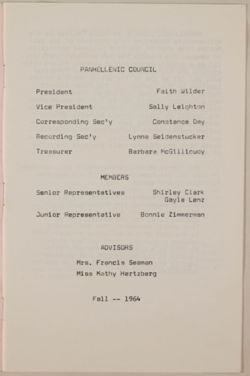 PANHELLENIC COUNCIL
President Faith Wilder
Vice President Sally Leighton
Corresponding Sec'y Constance Day
Recording Sec'y Lynne Seidenstucker
Treasurer Barbara McGillicudy
MEMBERS
Senior Representatives Shirley Clark
Gayle Lenz
Junior Representative Bonnie Zimmerman
ADVISORS
Mrs. Francis Seaman
Miss Kathy Hertzberg
Fall -- 1964